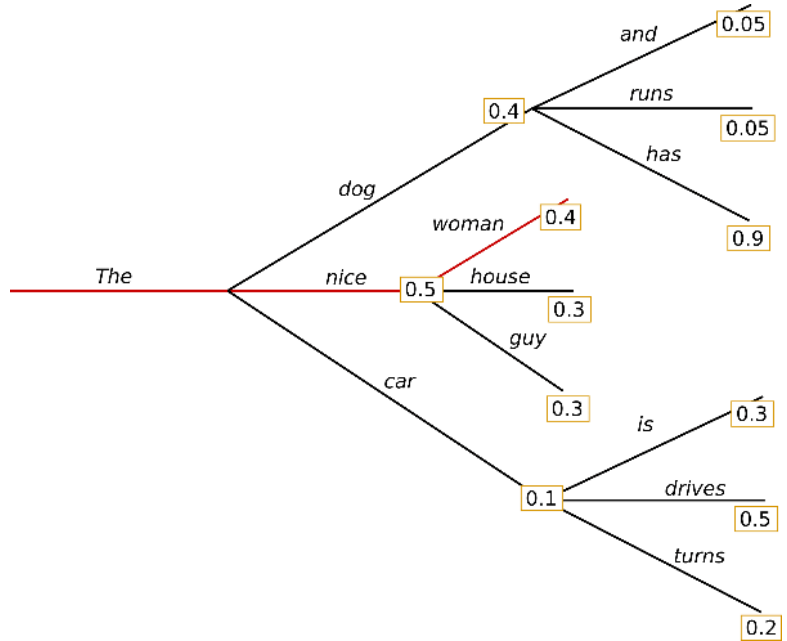 and
0.05
runs
0.05
0.4
has
0.9
dog
woman
0.4
The
nice
0.5
house
0.3
guy
0.3
car
is
0.3
drives
0.5
0.1
turns
0.2